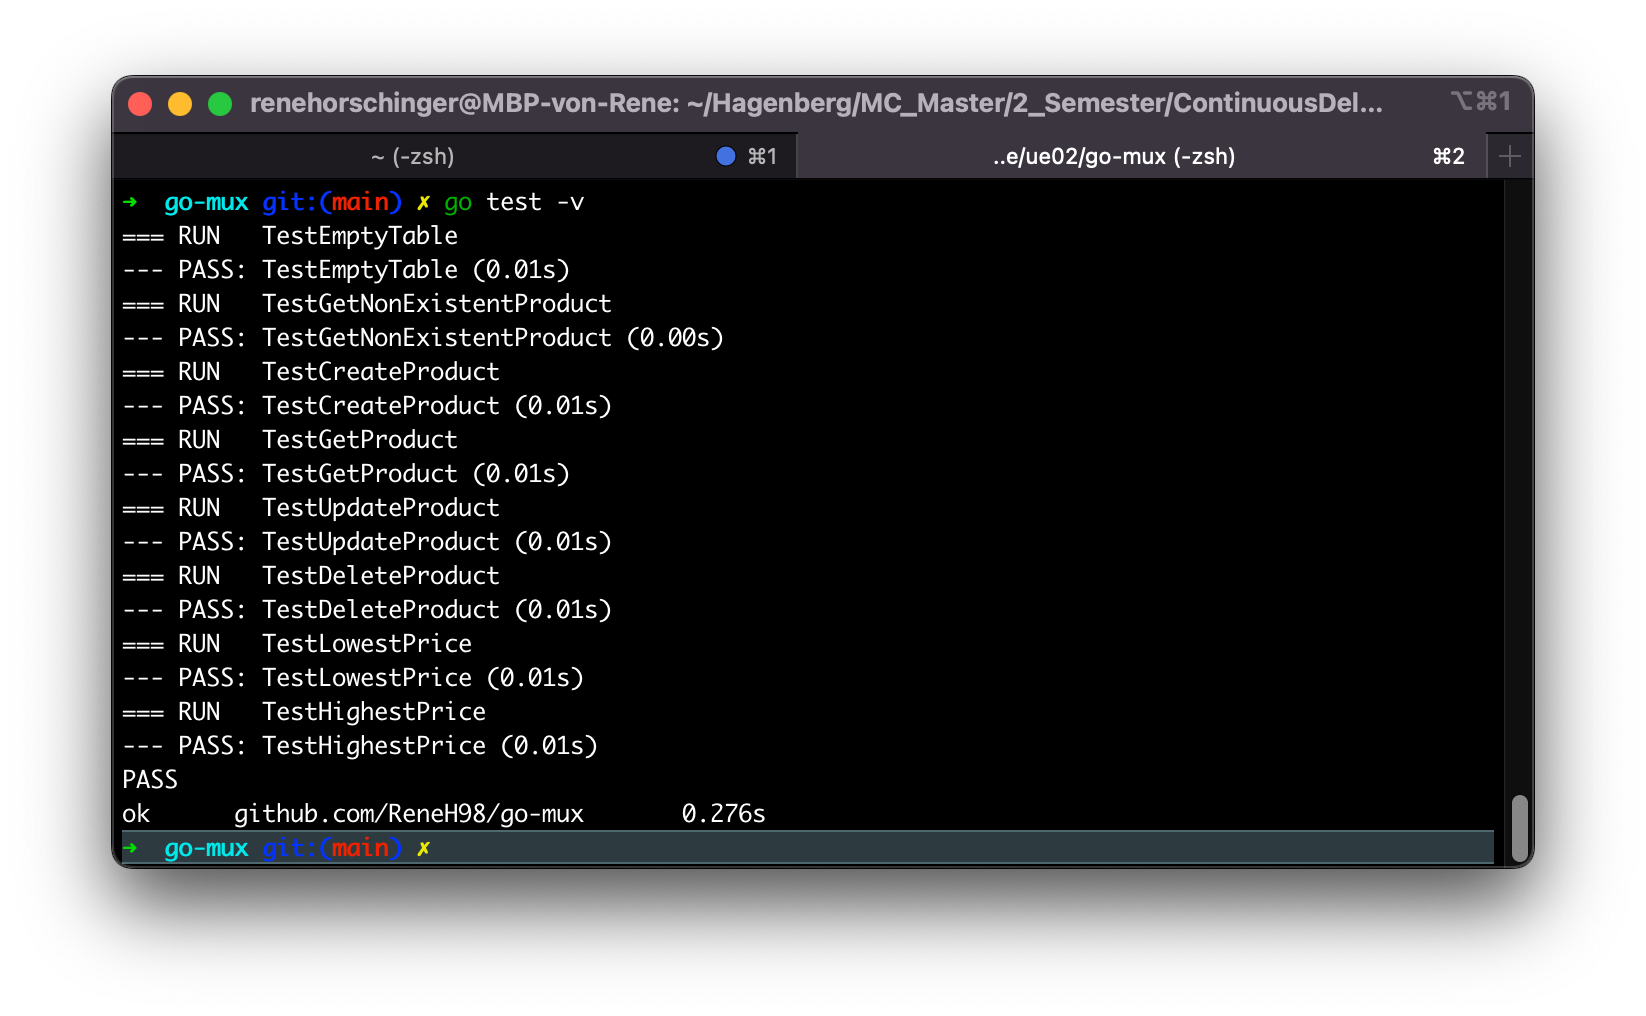 renehorschinger@MBP-von-Rene: ~/Hagenberg/MC_Master/2_Semester/ContinuousDel... ⌥⌘1
~ (-zsh) ⌘1 ..e/ue02/go-mux (-zsh) ⌘2
➜  go-mux git:(main) ✗ go test -v
=== RUN   TestEmptyTable
--- PASS: TestEmptyTable (0.01s)
=== RUN   TestGetNonExistentProduct
--- PASS: TestGetNonExistentProduct (0.00s)
=== RUN   TestCreateProduct
--- PASS: TestCreateProduct (0.01s)
=== RUN   TestGetProduct
--- PASS: TestGetProduct (0.01s)
=== RUN   TestUpdateProduct
--- PASS: TestUpdateProduct (0.01s)
=== RUN   TestDeleteProduct
--- PASS: TestDeleteProduct (0.01s)
=== RUN   TestLowestPrice
--- PASS: TestLowestPrice (0.01s)
=== RUN   TestHighestPrice
--- PASS: TestHighestPrice (0.01s)
PASS
ok      github.com/ReneH98/go-mux       0.276s
➜  go-mux git:(main) ✗